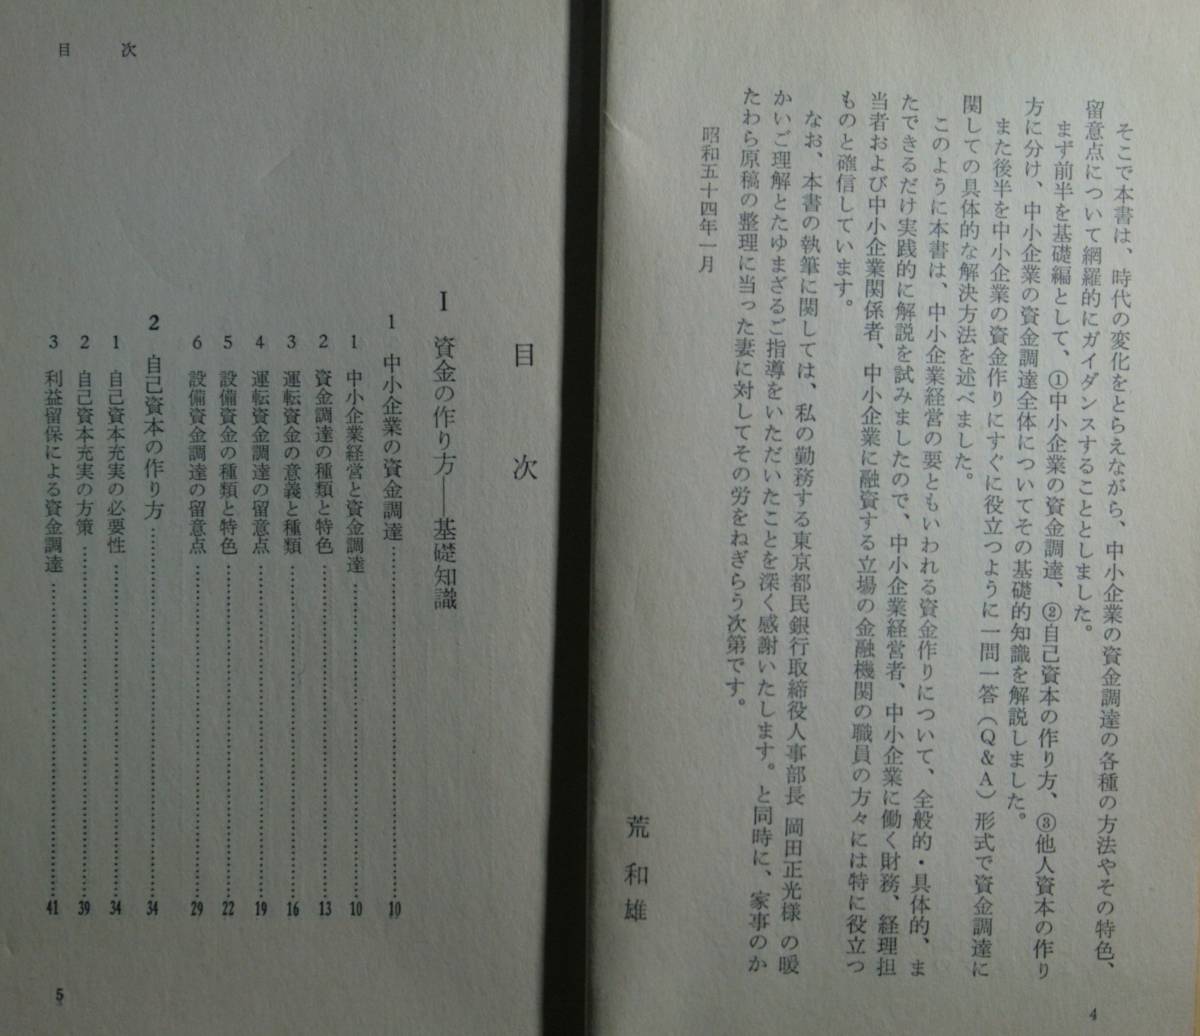 そこで本書は、時代の変化をとらえながら、中小企業の資金調達の各種の方法やその特色、
留意点について網羅的にガイダンスすることとしました。
まず前半を基礎編として、①中小企業の資金調達、②自己資本の作り方、③他人資本の作り
方に分け、中小企業の資金調達全体についてその基礎的知識を解説しました。
また後半を中小企業の資金作りにすぐに役立つように一問一答（Q&A）形式で資金調達に
関しての具体的な解決方法を述べました。
このように本書は、中小企業経営の要ともいわれる資金作りについて、全般的・具体的、ま
たできるだけ実践的に解説を試みましたので、中小企業経営者、中小企業に働く財務、経理担
当者および中小企業関係者、中小企業に融資する立場の金融機関の職員の方々には特に役立つ
ものと確信しています。
なお、本書の執筆に関しては、私の勤務する東京都民銀行取締役人事部長 岡田正光様 の暖
かいご理解とたゆまざるご指導をいただいたことを深く感謝いたします。と同時に、家事のか
たわら原稿の整理に当った妻に対してその労をねぎらう次第です。
昭和五十四年一月
荒和雄
4
目次
目次
I 資金の作り方——基礎知識
1 中小企業の資金調達……10
1 中小企業経営と資金調達……10
2 資金調達の種類と特色……13
3 運転資金の意義と種類……16
4 運転資金調達の留意点……19
5 設備資金の種類と特色……22
6 設備資金調達の留意点……29
2 自己資本の作り方……34
1 自己資本充実の必要性……34
2 自己資本充実の方策……39
3 利益留保による資金調達……41
5